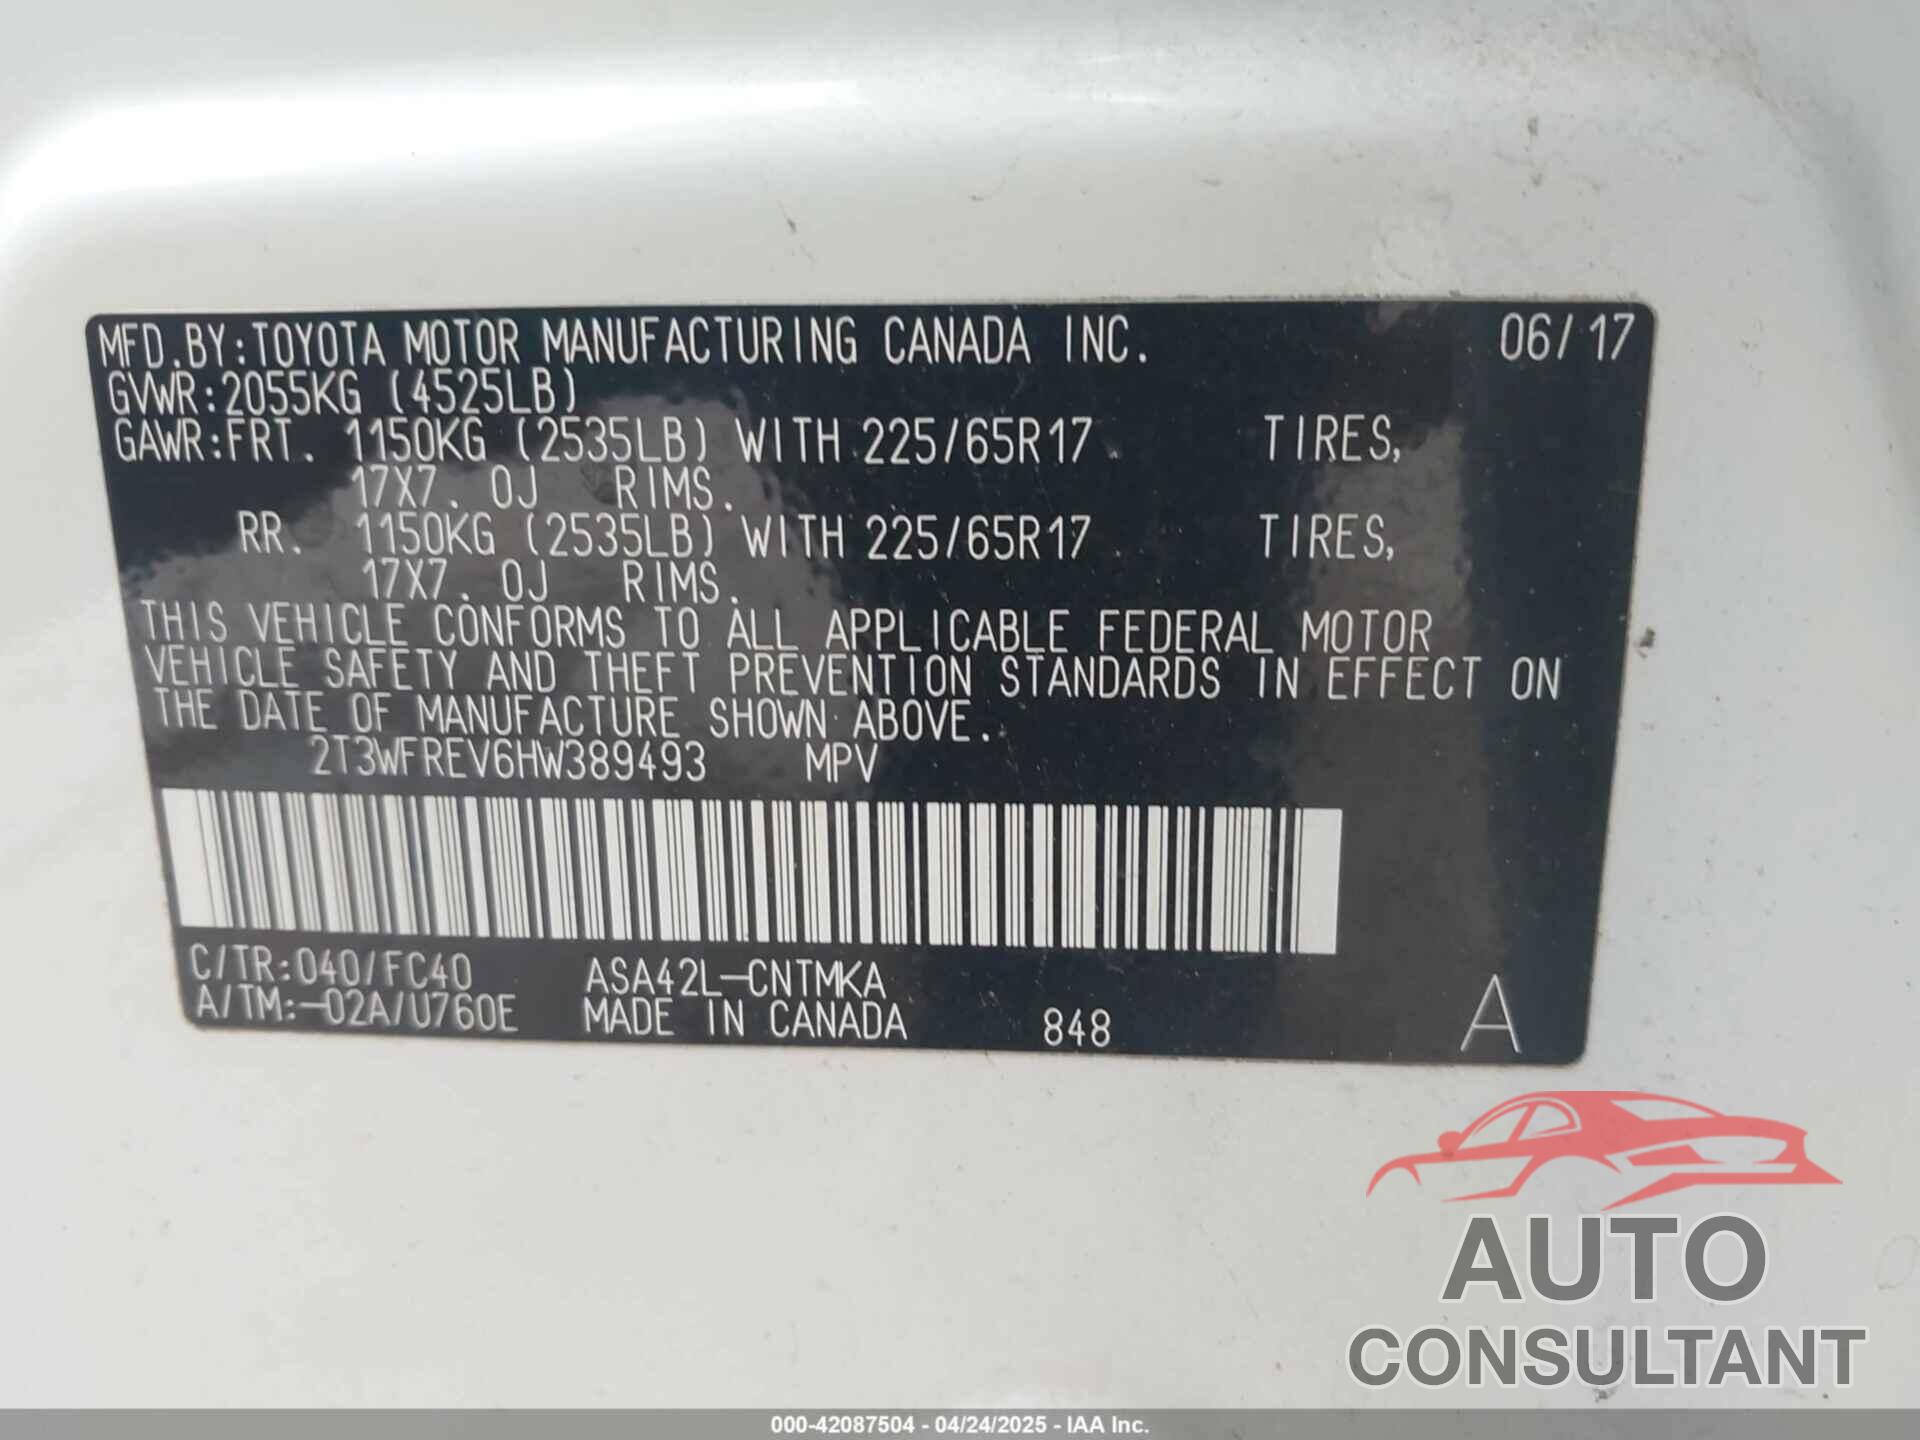 MFD.BY:TOYOTA MOTOR MANUFACTURING CANADA INC. 06/17
GVWR:2055KG (4525LB)
GAWR:FRT. 1150KG (2535LB) WITH 225/65R17 TIRES,
17X7. 0J RIMS.
RR. 1150KG (2535LB) WITH 225/65R17 TIRES,
17X7. 0J RIMS.
THIS VEHICLE CONFORMS TO ALL APPLICABLE FEDERAL MOTOR
VEHICLE SAFETY AND THEFT PREVENTION STANDARDS IN EFFECT ON
THE DATE OF MANUFACTURE SHOWN ABOVE.
2T3WFREV6HW389493 MPV
C/TR:040/FC40 ASA42L-CNTMKA
A/TM:-02A/U760E MADE IN CANADA 848 A
AUTO
CONSULTANT
000-42087504 - 04/24/2025 - IAA Inc.